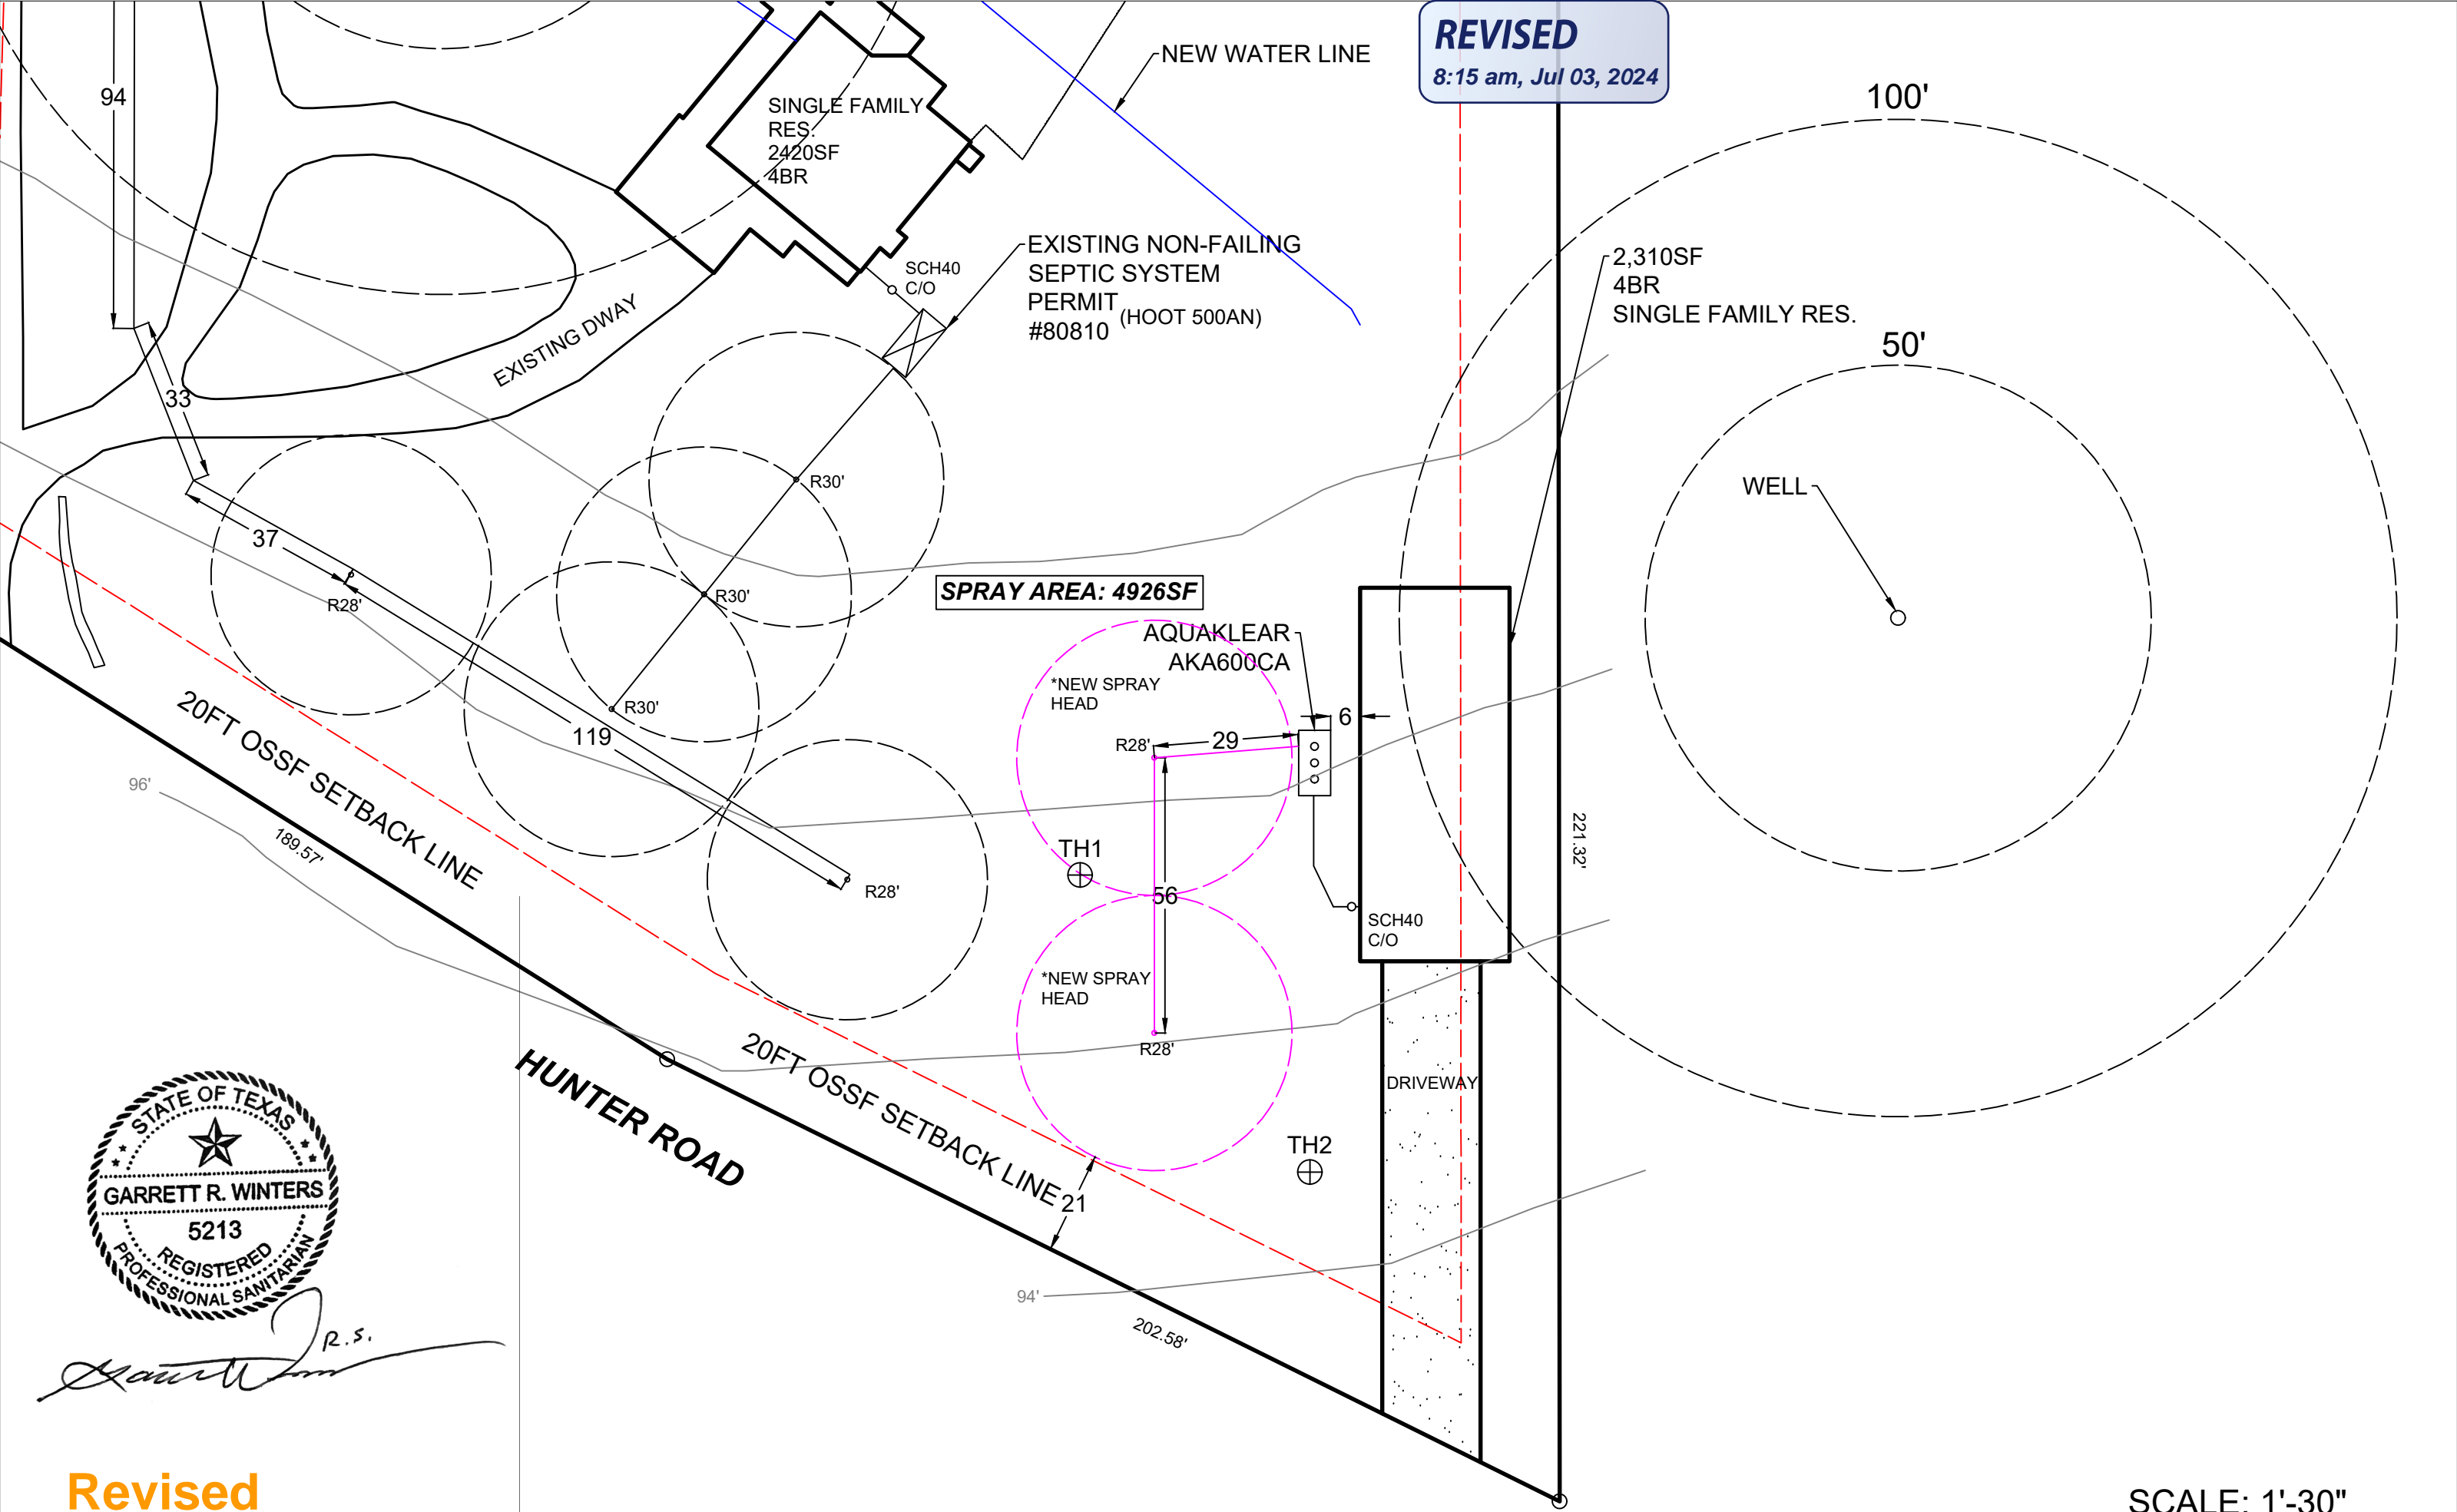 REVISED
8:15 am, Jul 03, 2024
NEW WATER LINE
94
SINGLE FAMILY
RES.
2420SF
4BR
100'
EXISTING NON-FAILING
SEPTIC SYSTEM
PERMIT
#80810 (HOOT 500AN)
SCH40
C/O
2,310SF
4BR
SINGLE FAMILY RES.
50'
EXISTING DWAY
33
WELL
R30'
37
R28'
R30'
SPRAY AREA: 4926SF
AQUAKLEAR
AKA600CA
*NEW SPRAY
HEAD
R30'
6
119
R28'
29
20FT OSSF SETBACK LINE
96'
189.57'
221.32'
TH1
R28'
56
SCH40
C/O
*NEW SPRAY
HEAD
R28'
20FT OSSF SETBACK LINE
HUNTER ROAD
DRIVEWAY
TH2
21
94'
202.58'
STATE OF TEXAS
GARRETT R. WINTERS
5213
REGISTERED
PROFESSIONAL SANITARIAN
R.S.
Revised
SCALE: 1'-30"